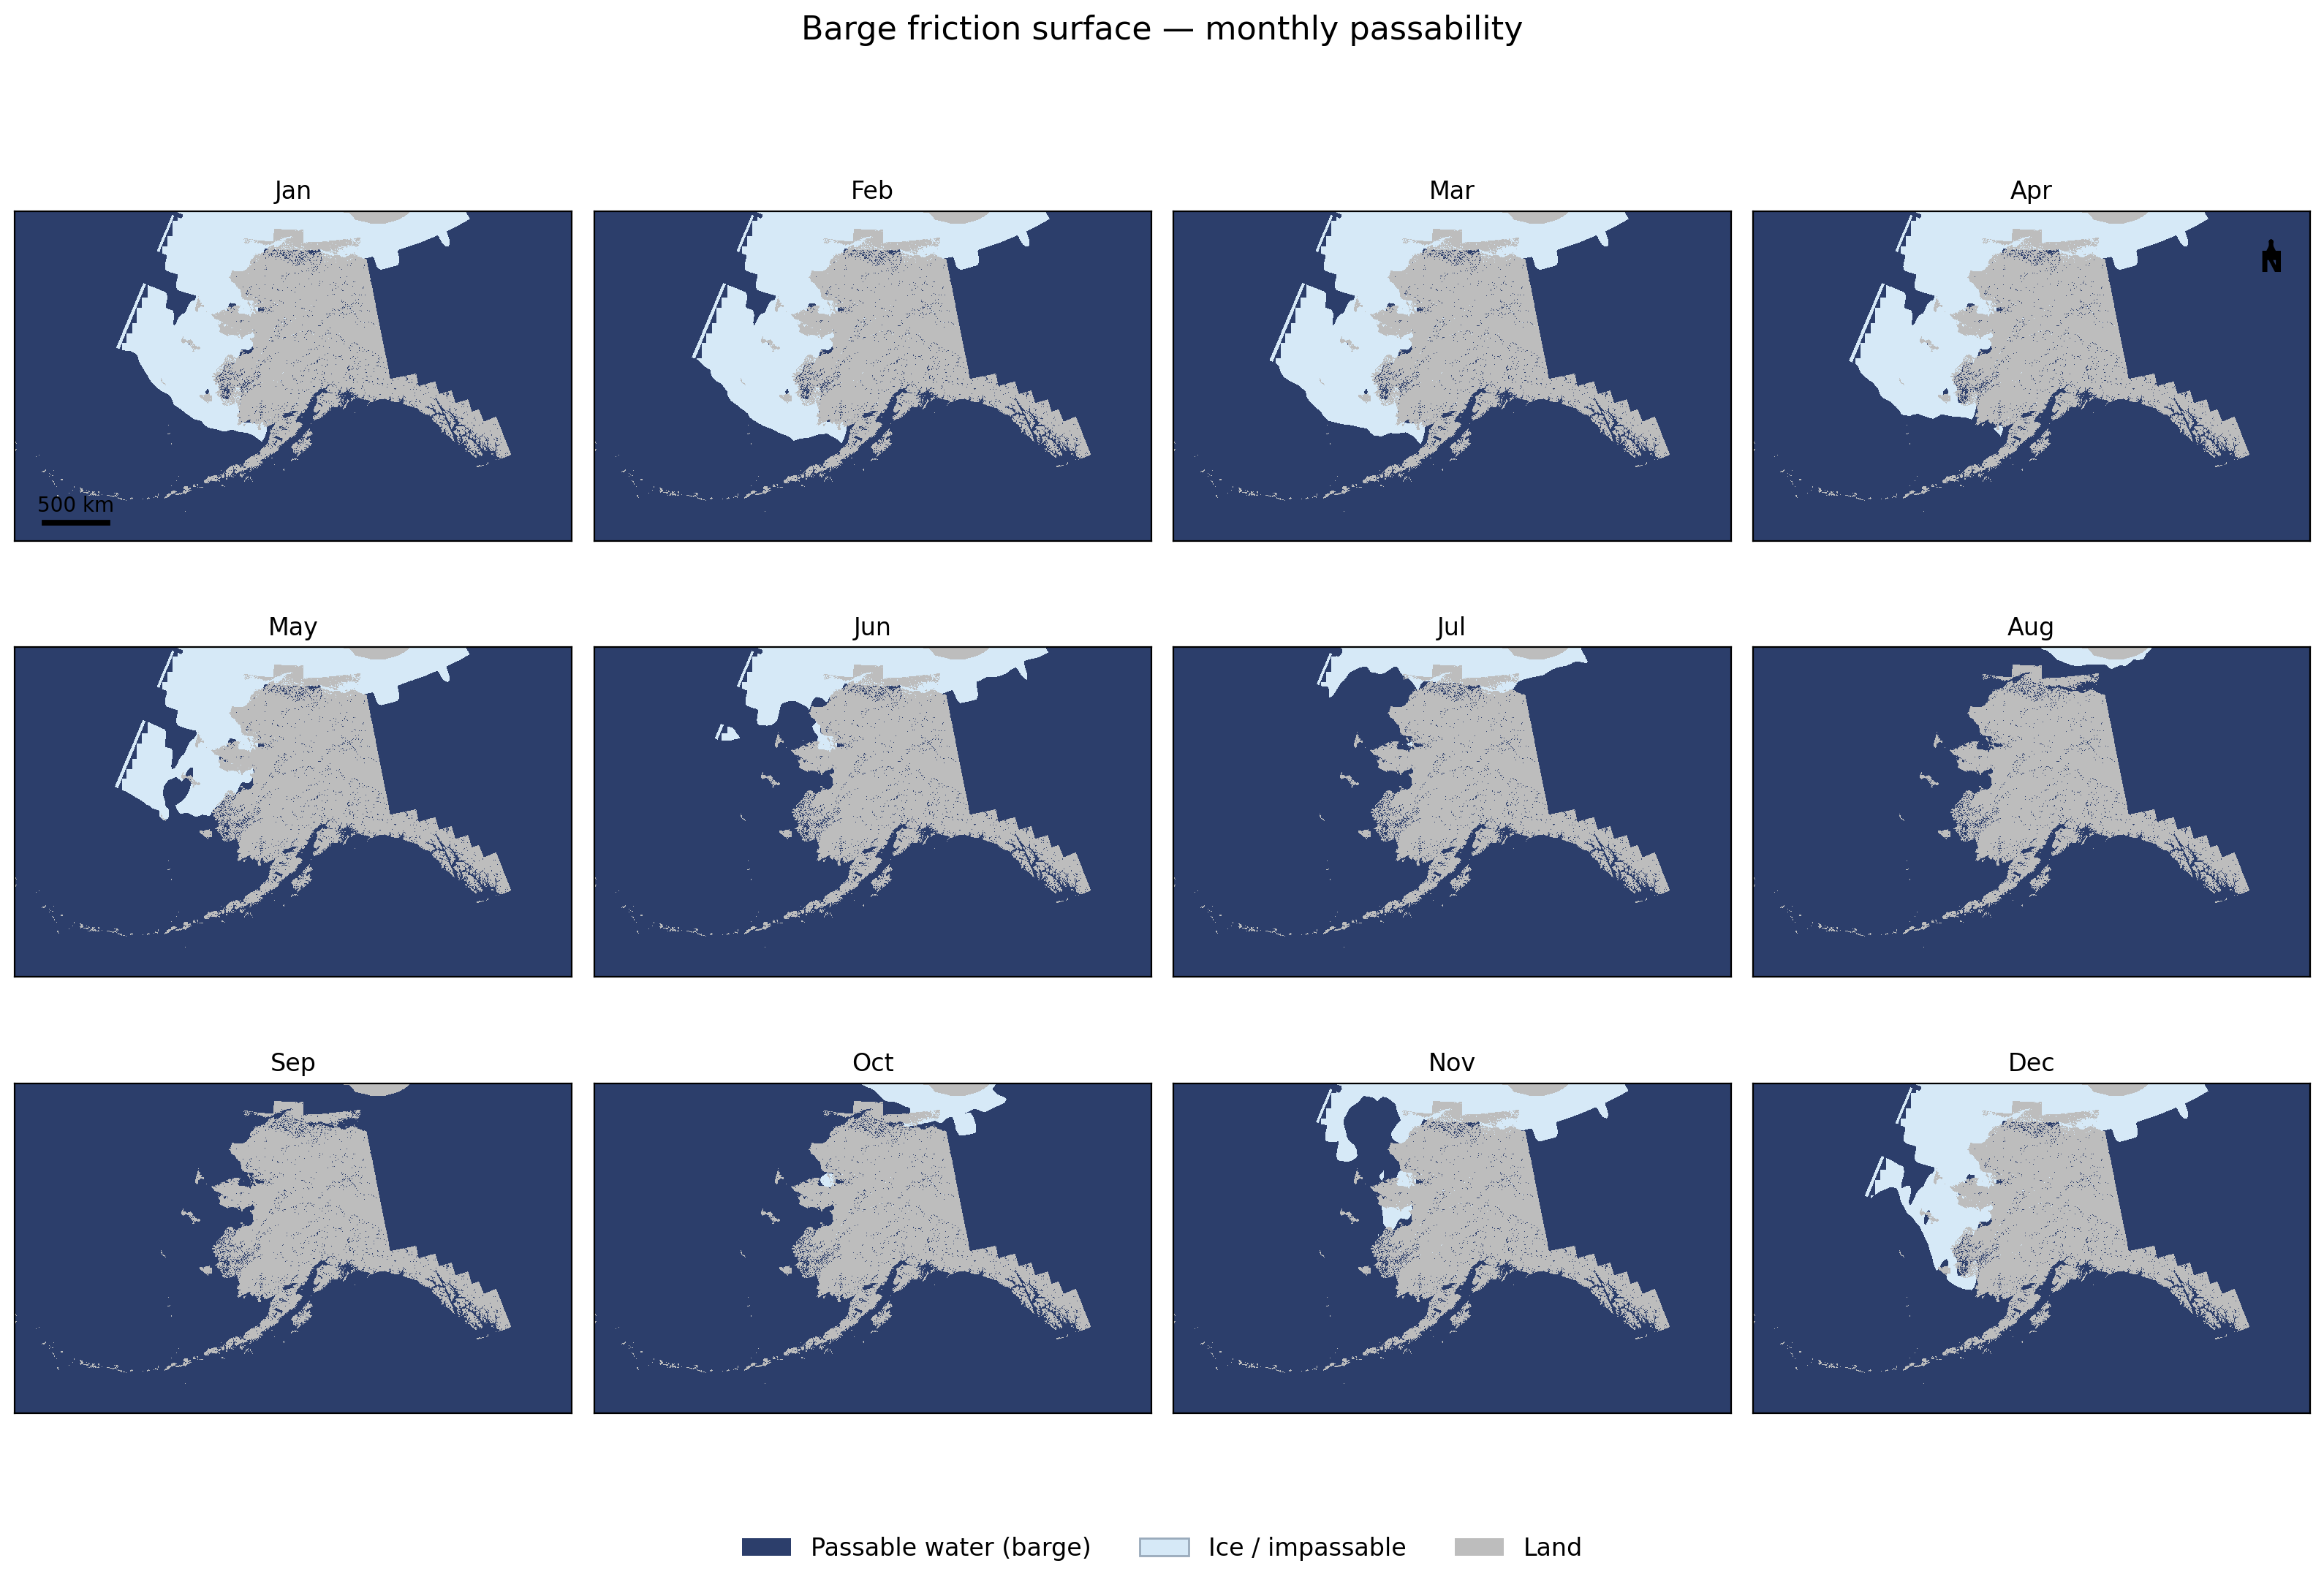 Barge friction surface — monthly passability
Jan
Feb
Mar
Apr
N
500 km
May
Jun
Jul
Aug
Sep
Oct
Nov
Dec
Passable water (barge)
Ice / impassable
Land